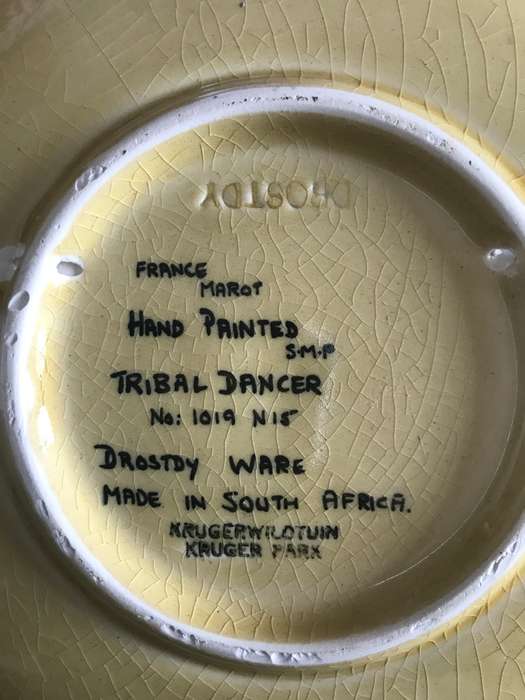 DROSTDY
FRANCE
MAROT
HAND PAINTED
S.M.P
TRIBAL DANCER
No: 1019 N15
DROSTDY WARE
MADE IN SOUTH AFRICA.
KRUGERWILDTUIN
KRUGER PARK